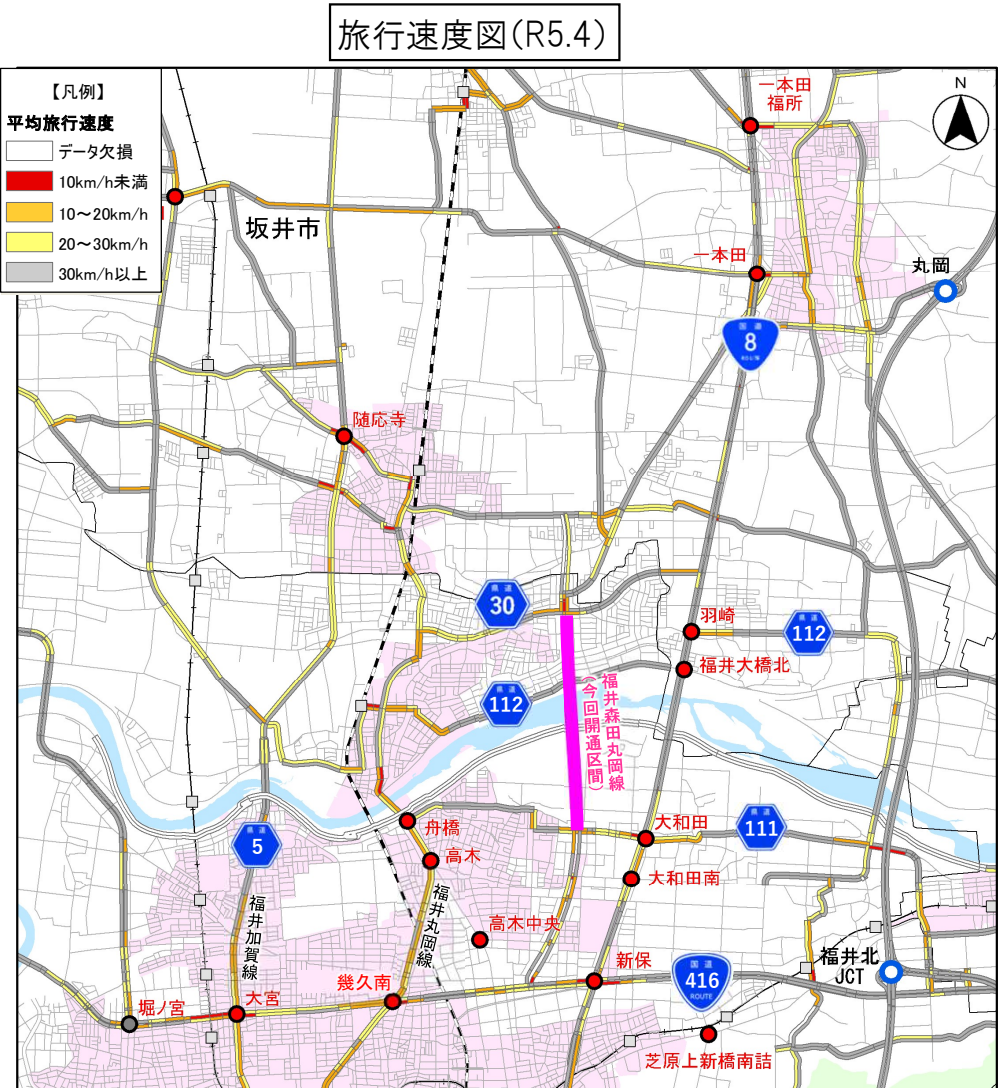 旅行速度図(R5.4)
【凡例】
平均旅行速度
データ欠損
10km/h未満
10～20km/h
20～30km/h
30km/h以上
N
一本田
福所
坂井市
一本田
丸岡
国道
8
ROUTE
随応寺
県道
30
羽崎
県道
112
福井大橋北
県道
112
福井森田丸岡線
(今回開通区間)
舟橋
大和田
県道
111
県道
5
高木
大和田南
福井加賀線
福井丸岡線
高木中央
福井北
JCT
新保
国道
416
ROUTE
幾久南
堀ノ宮
大宮
芝原上新橋南詰